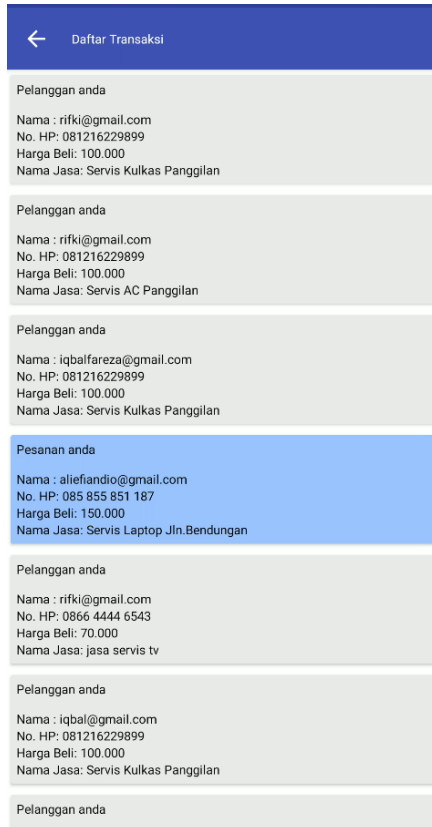 Daftar Transaksi
Pelanggan anda
Nama : rifki@gmail.com
No. HP: 081216229899
Harga Beli: 100.000
Nama Jasa: Servis Kulkas Panggilan
Pelanggan anda
Nama : rifki@gmail.com
No. HP: 081216229899
Harga Beli: 100.000
Nama Jasa: Servis AC Panggilan
Pelanggan anda
Nama : iqbalfareza@gmail.com
No. HP: 081216229899
Harga Beli: 100.000
Nama Jasa: Servis Kulkas Panggilan
Pesanan anda
Nama : aliefiandio@gmail.com
No. HP: 085 855 851 187
Harga Beli: 150.000
Nama Jasa: Servis Laptop Jln.Bendungan
Pelanggan anda
Nama : rifki@gmail.com
No. HP: 0866 4444 6543
Harga Beli: 70.000
Nama Jasa: jasa servis tv
Pelanggan anda
Nama : iqbal@gmail.com
No. HP: 081216229899
Harga Beli: 100.000
Nama Jasa: Servis Kulkas Panggilan
Pelanggan anda